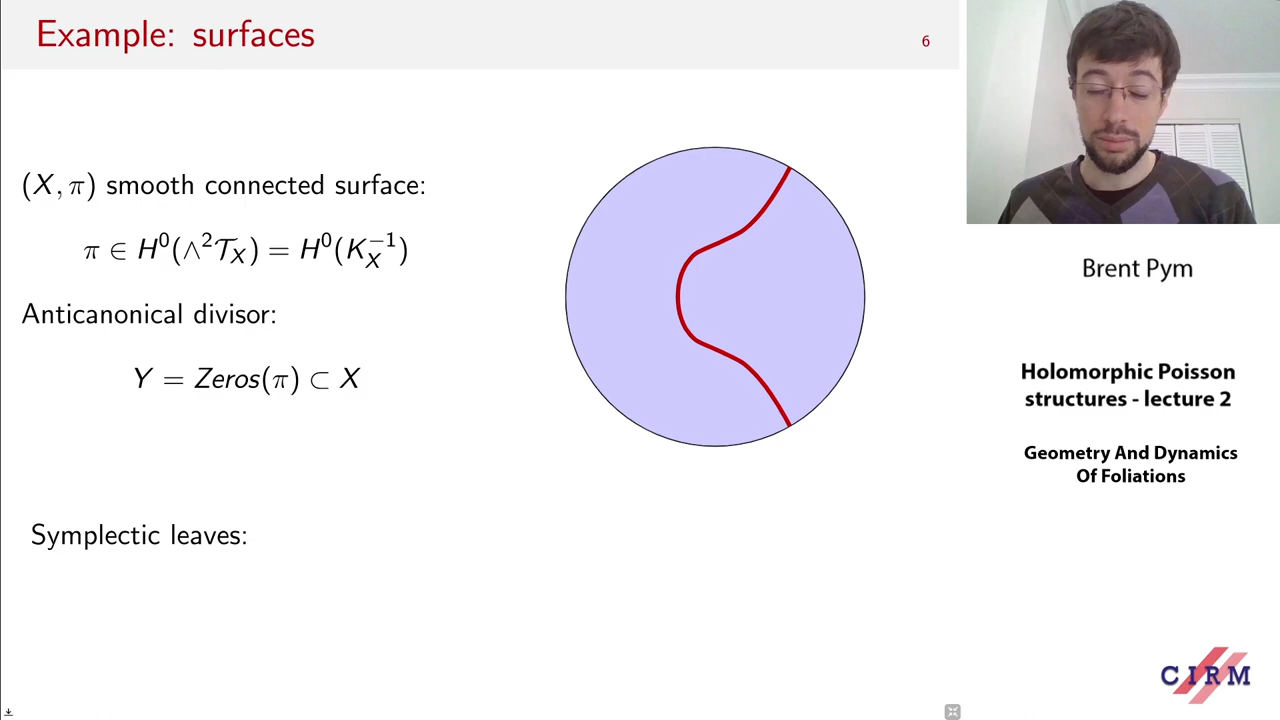 Example: surfaces
6
(X, π) smooth connected surface:
π ∈ H⁰(∧²𝒯_X) = H⁰(K_X⁻¹)
Anticanonical divisor:
Y = Zeros(π) ⊂ X
Symplectic leaves:
Brent Pym
Holomorphic Poisson
structures - lecture 2
Geometry And Dynamics
Of Foliations
CIRM